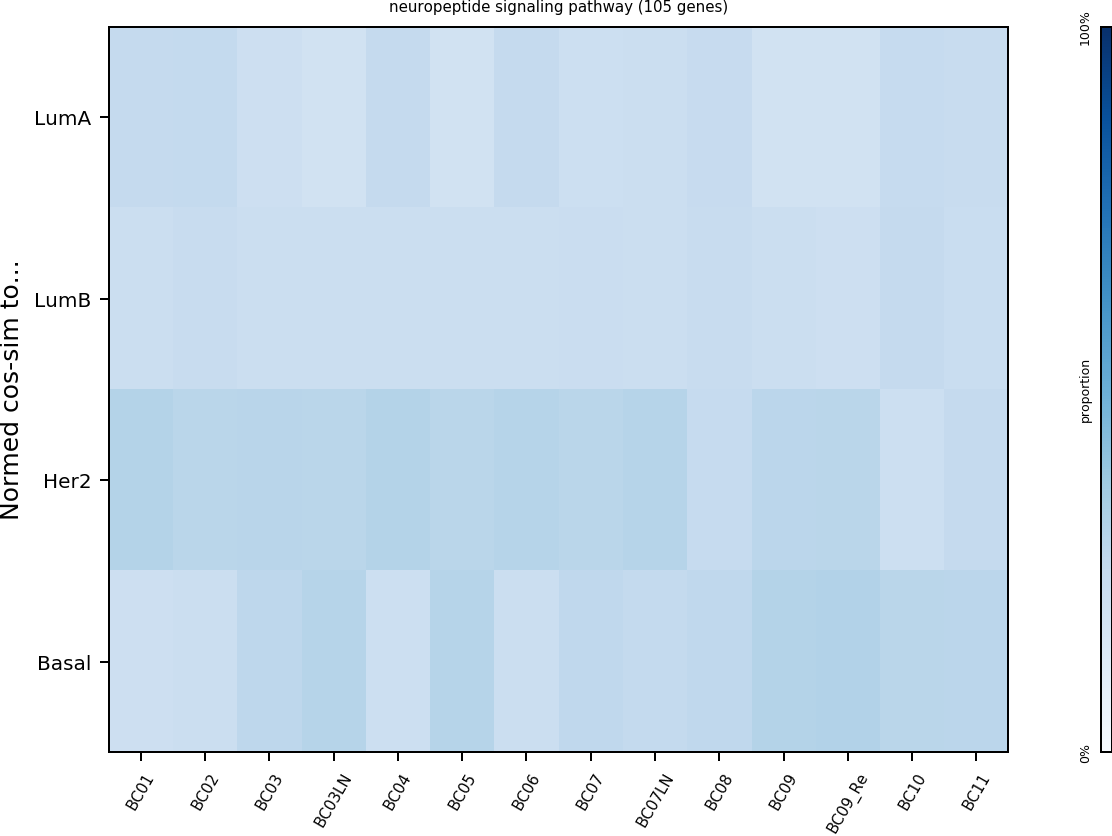 neuropeptide signaling pathway (105 genes)
Normed cos-sim to...
LumA
LumB
Her2
Basal
BC01
BC02
BC03
BC03LN
BC04
BC05
BC06
BC07
BC07LN
BC08
BC09
BC09_Re
BC10
BC11
100%
proportion
0%